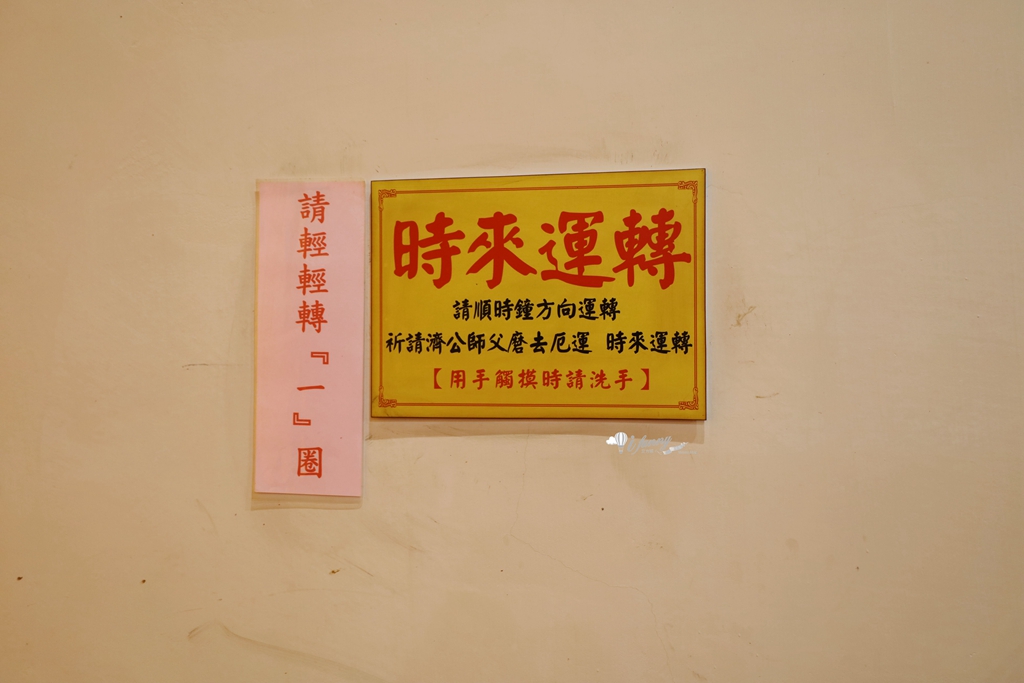 請輕輕轉『一』圈
時來運轉
請順時鐘方向運轉
祈請濟公師父磨去厄運 時來運轉
【用手觸摸時請洗手】